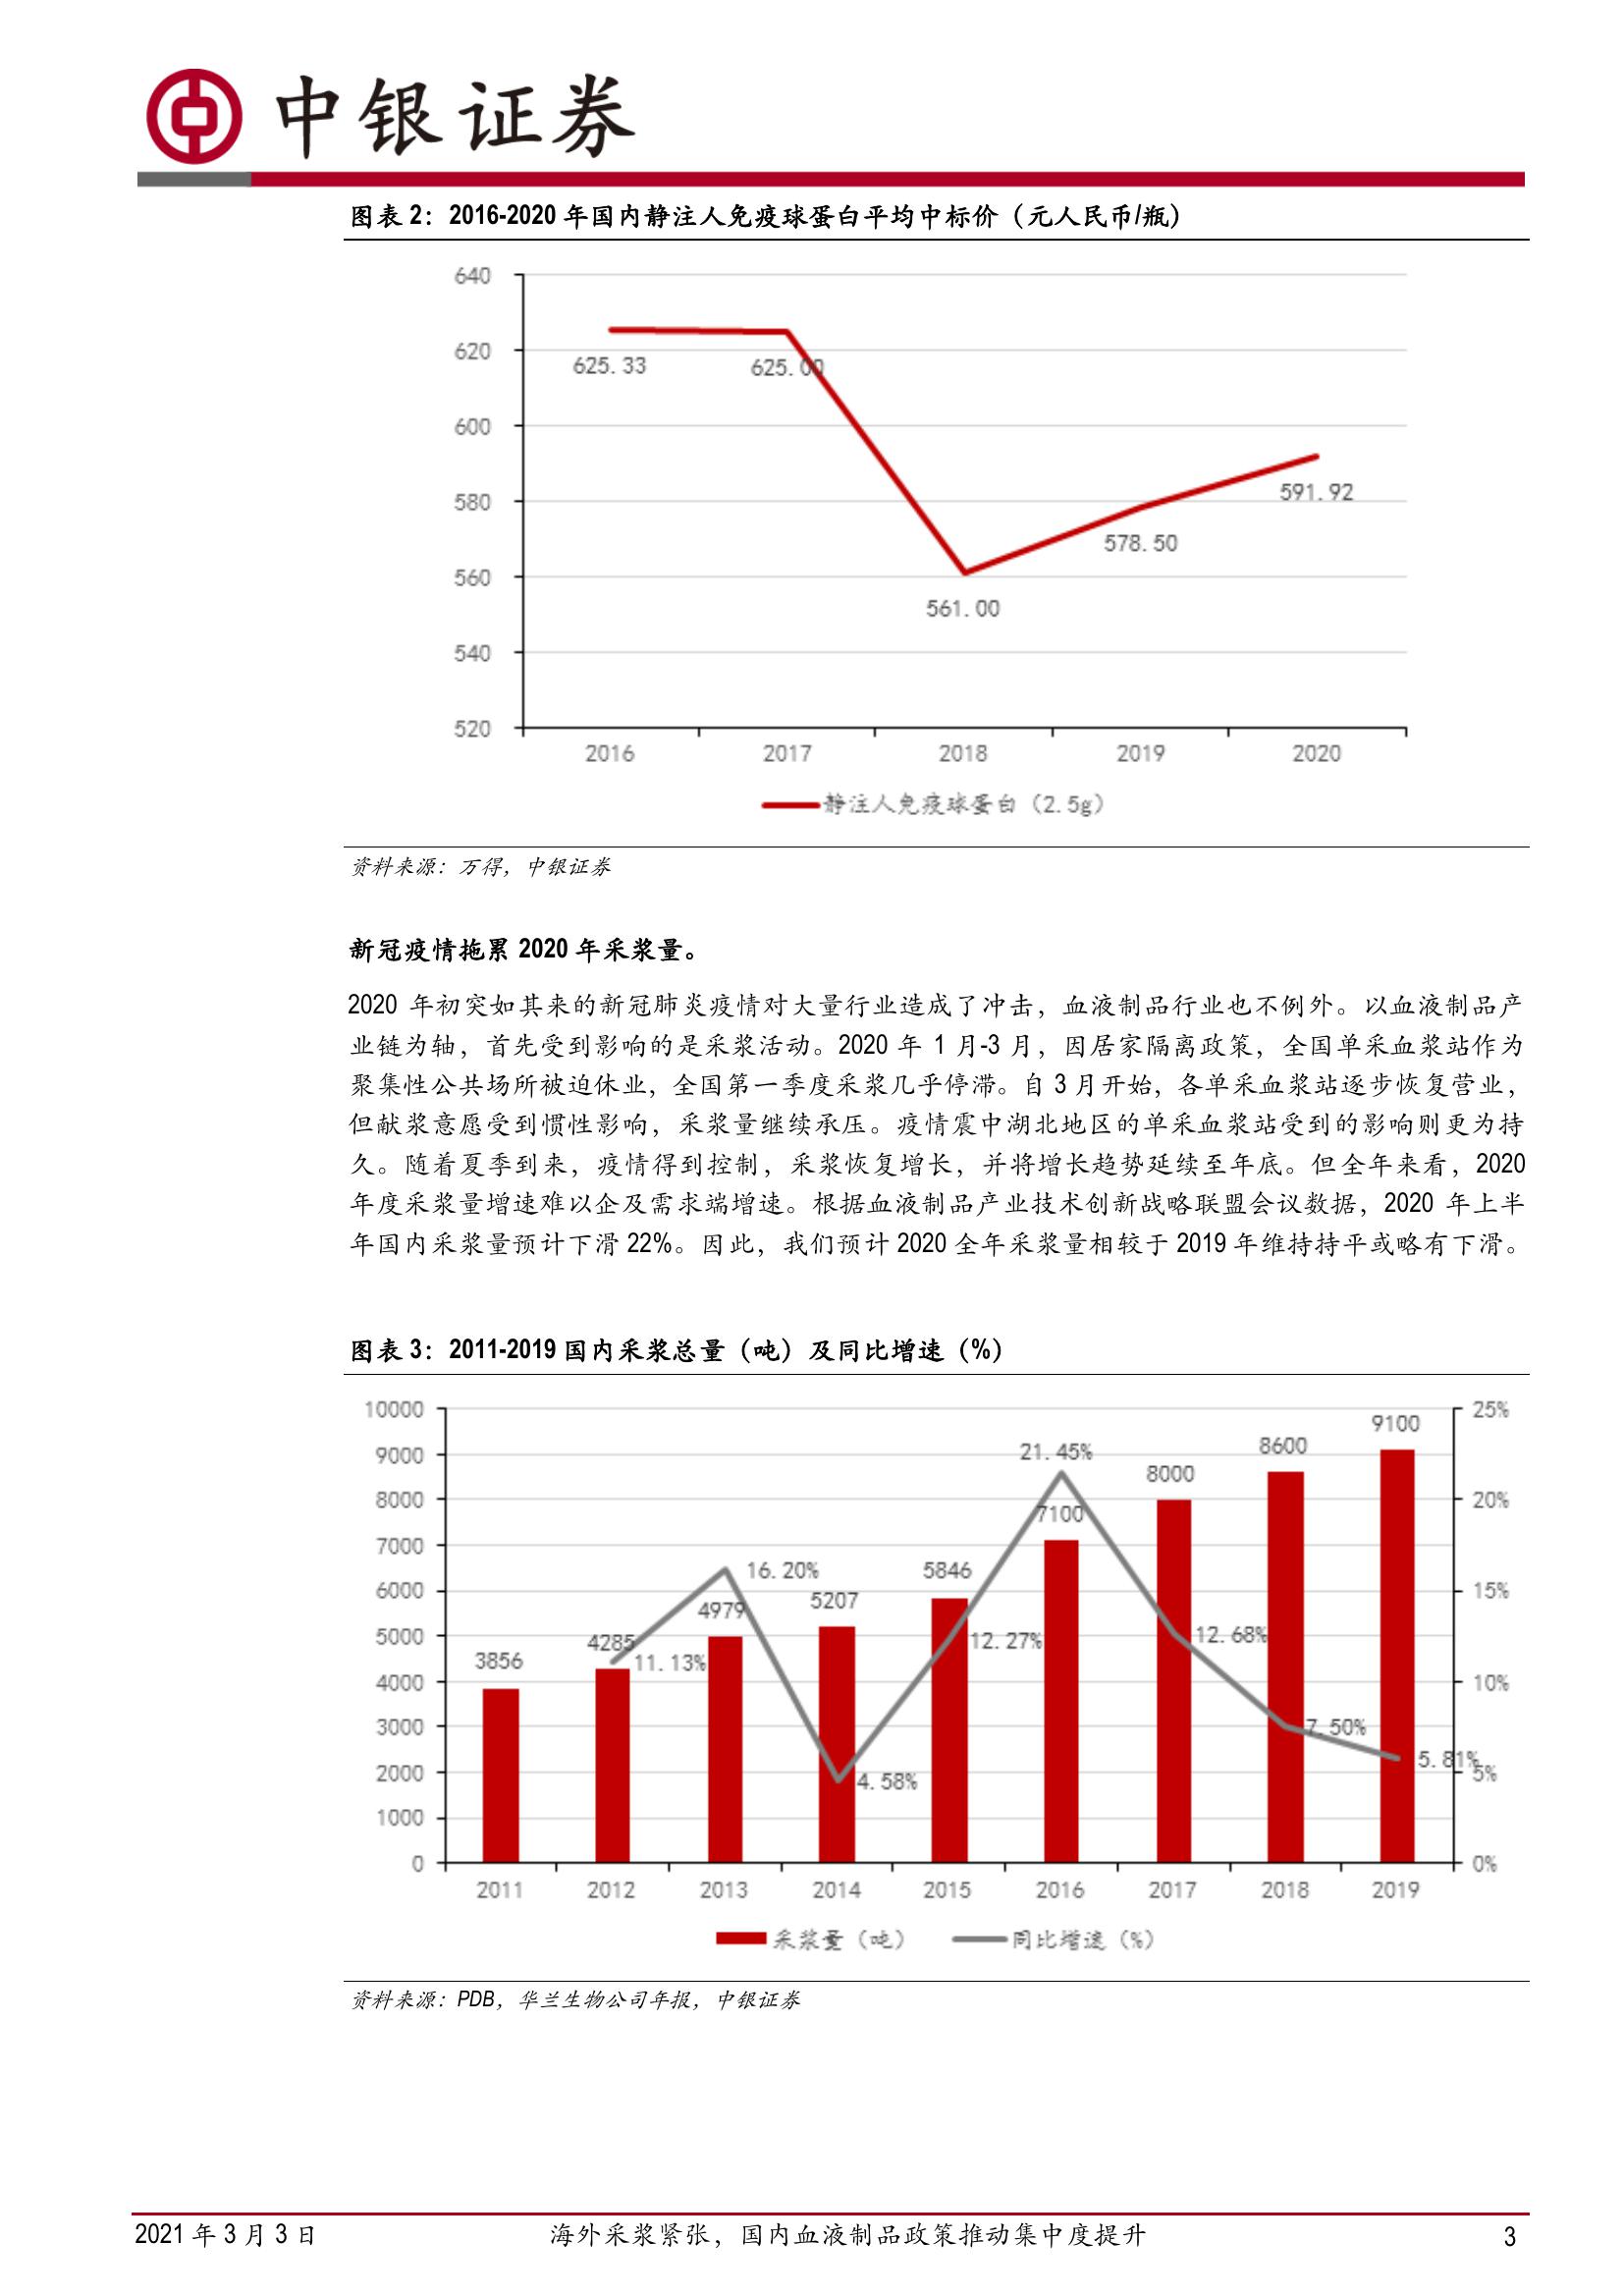 中银证券
图表 2：2016-2020 年国内静注人免疫球蛋白平均中标价（元人民币/瓶）
640
620
600
580
560
540
520
625.33
625.00
561.00
578.50
591.92
2016 2017 2018 2019 2020
静注人免疫球蛋白（2.5g）
资料来源：万得，中银证券
新冠疫情拖累 2020 年采浆量。
2020 年初突如其来的新冠肺炎疫情对大量行业造成了冲击，血液制品行业也不例外。以血液制品产
业链为轴，首先受到影响的是采浆活动。2020 年 1 月-3 月，因居家隔离政策，全国单采血浆站作为
聚集性公共场所被迫休业，全国第一季度采浆几乎停滞。自 3 月开始，各单采血浆站逐步恢复营业，
但献浆意愿受到惯性影响，采浆量继续承压。疫情震中湖北地区的单采血浆站受到的影响则更为持
久。随着夏季到来，疫情得到控制，采浆恢复增长，并将增长趋势延续至年底。但全年来看，2020
年度采浆量增速难以企及需求端增速。根据血液制品产业技术创新战略联盟会议数据，2020 年上半
年国内采浆量预计下滑 22%。因此，我们预计 2020 全年采浆量相较于 2019 年维持持平或略有下滑。
图表 3：2011-2019 国内采浆总量（吨）及同比增速（%）
10000
9000
8000
7000
6000
5000
4000
3000
2000
1000
0
3856
4285
4979
5207
5846
7100
8000
8600
9100
11.13%
16.20%
4.58%
12.27%
21.45%
12.68%
7.50%
5.81%
25%
20%
15%
10%
5%
0%
2011 2012 2013 2014 2015 2016 2017 2018 2019
采浆量（吨） 同比增速（%）
资料来源：PDB，华兰生物公司年报，中银证券
2021 年 3 月 3 日 海外采浆紧张，国内血液制品政策推动集中度提升 3